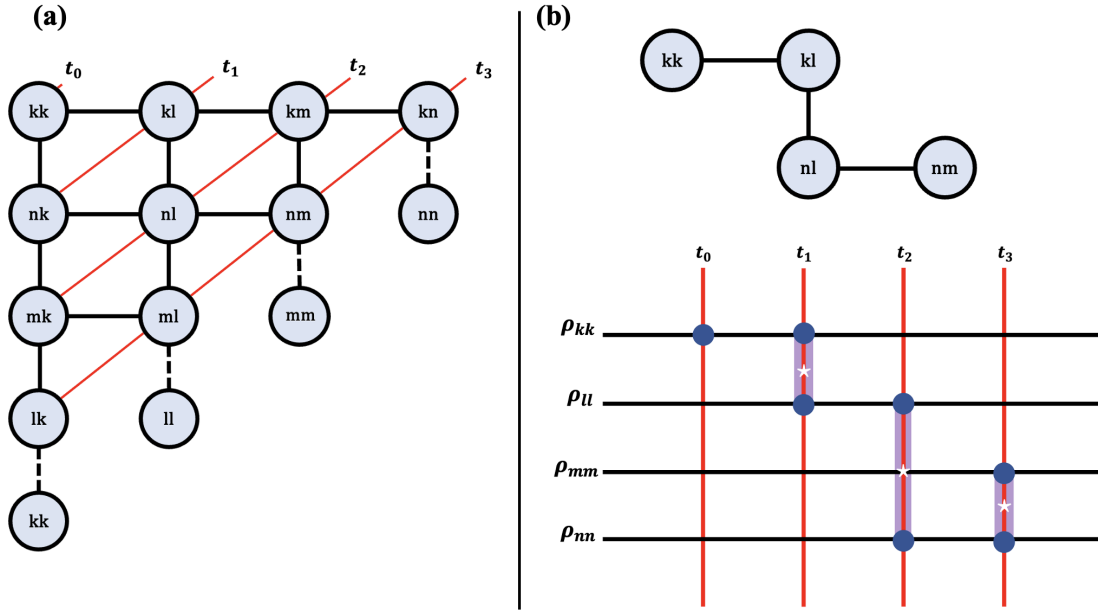 (a)
t0 t1 t2 t3
kk kl km kn
nk nl nm nn
mk ml mm
lk ll
kk
(b)
kk kl
nl nm
t0 t1 t2 t3
ρkk
ρll
ρmm
ρnn